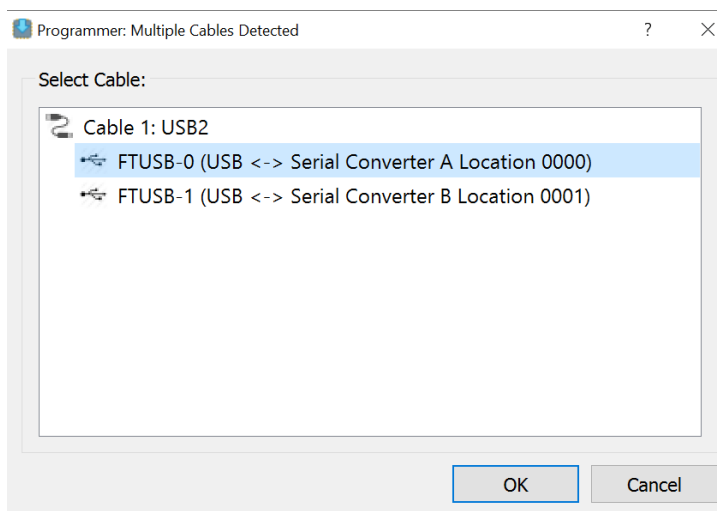 Programmer: Multiple Cables Detected ?
Select Cable:
Cable 1: USB2
FTUSB-0 (USB <-> Serial Converter A Location 0000)
FTUSB-1 (USB <-> Serial Converter B Location 0001)
OK Cancel